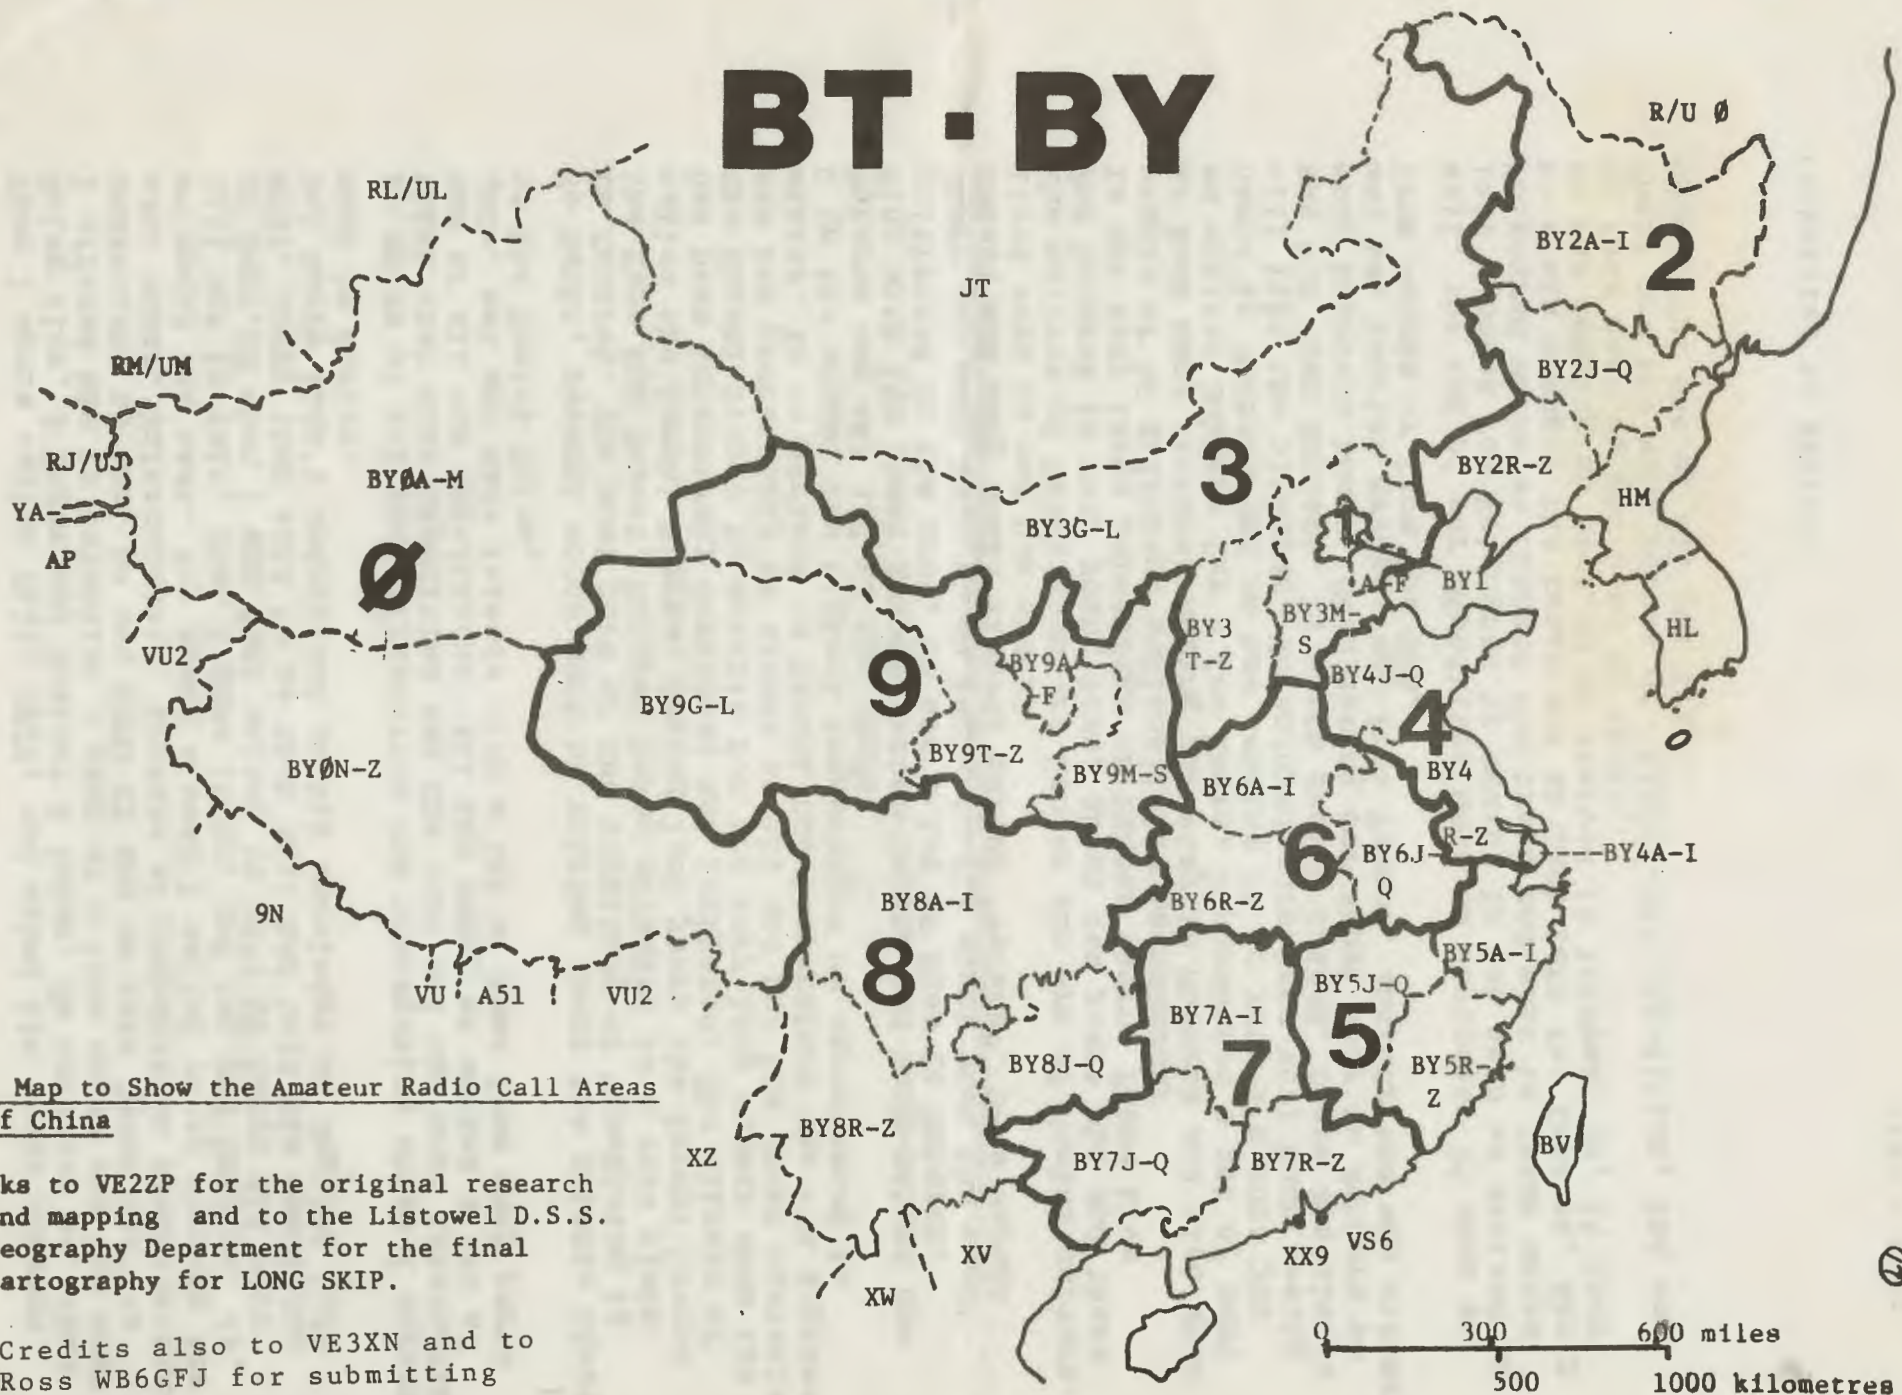 BT·BY
R/U Ø
RL/UL
BY2A-I
2
JT
RM/UM
BY2J-Q
3
RJ/UJ
BYØA-M
BY2R-Z
HM
YA
BY3G-L
1
AP
Ø
A-F
BY1
BY3M-
S
BY3
T-Z
HL
VU2
BY9A
-F
9
BY4J-Q
BY9G-L
4
BYØN-Z
BY9T-Z
BY9M-S
BY4
BY6A-I
R-Z
6
BY6J-
Q
BY4A-I
BY8A-I
BY6R-Z
9N
8
BY5A-I
VU
A51
VU2
BY5J-Q
BY7A-I
5
BY8J-Q
7
BY5R-
Z
Map to Show the Amateur Radio Call Areas
f China
BY8R-Z
BV
XZ
BY7J-Q
BY7R-Z
ks to VE2ZP for the original research
nd mapping and to the Listowel D.S.S.
eography Department for the final
artography for LONG SKIP.
XV
XX9
VS6
XW
Credits also to VE3XN and to
Ross WB6GFJ for submitting
0 300 600 miles
500 1000 kilometres